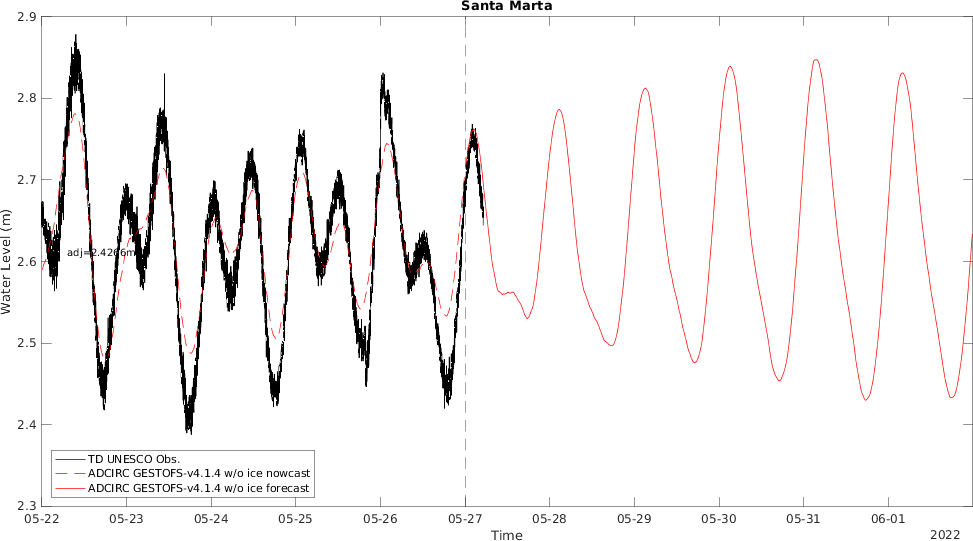 Santa Marta
2.9
2.8
2.7
2.6
2.5
2.4
2.3
Water Level (m)
adj=2.4266m
TD UNESCO Obs.
ADCIRC GESTOFS-v4.1.4 w/o ice nowcast
ADCIRC GESTOFS-v4.1.4 w/o ice forecast
05-22 05-23 05-24 05-25 05-26 05-27 05-28 05-29 05-30 05-31 06-01
Time
2022